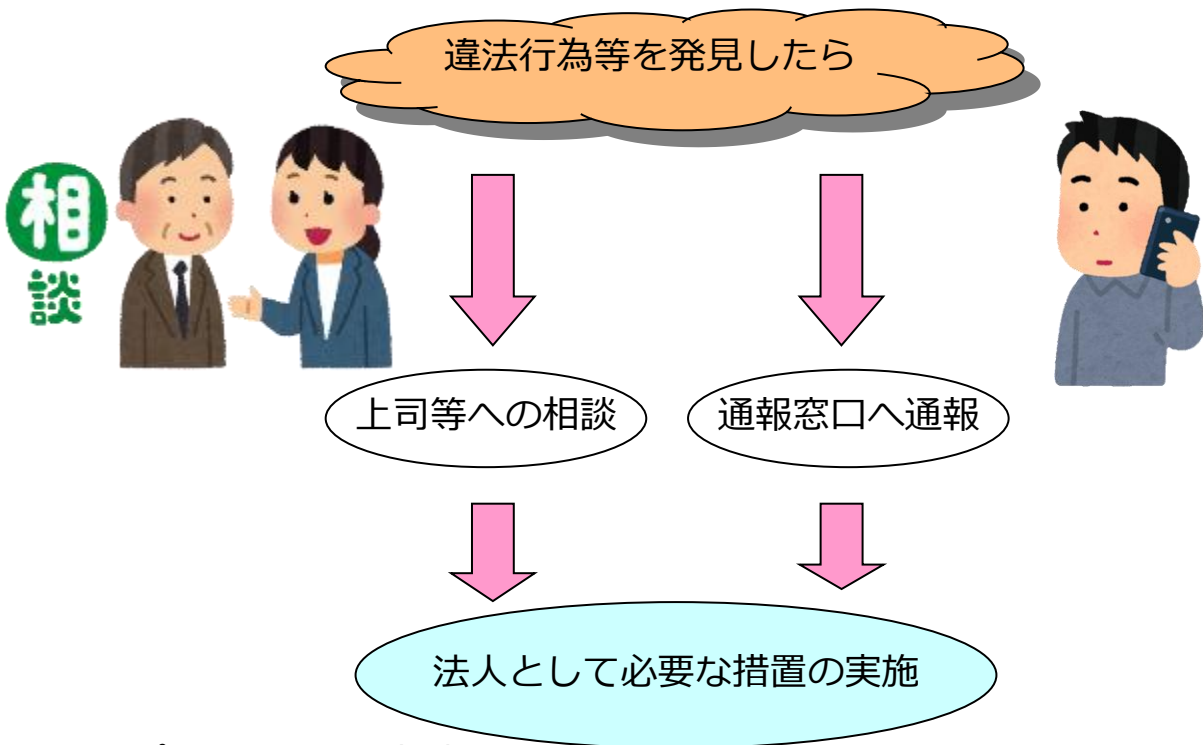 違法行為等を発見したら
相
談
上司等への相談
通報窓口へ通報
法人として必要な措置の実施